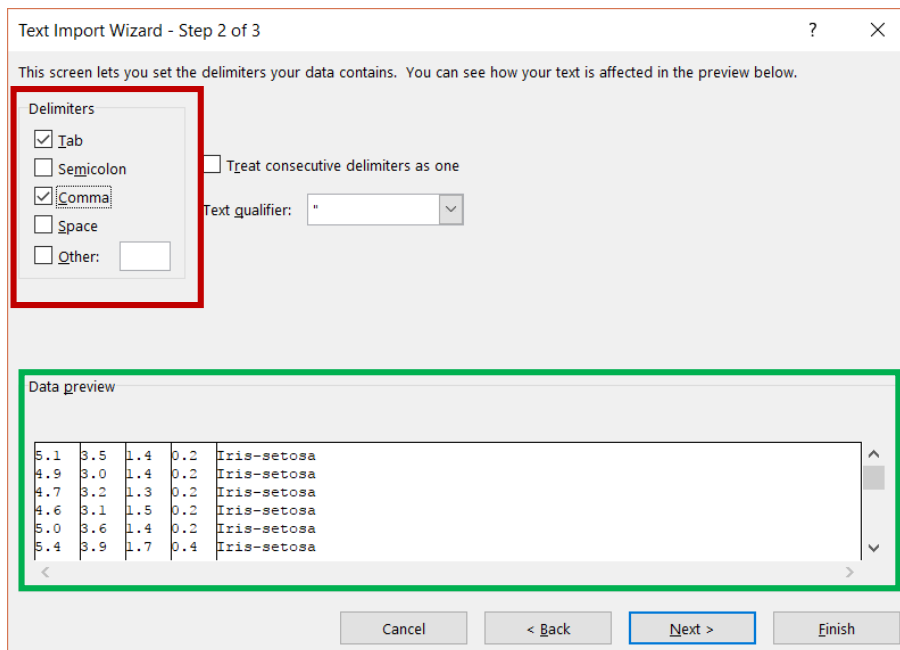 Text Import Wizard - Step 2 of 3 ?
This screen lets you set the delimiters your data contains. You can see how your text is affected in the preview below.
Delimiters
Tab
Semicolon
Comma
Space
Other:
Treat consecutive delimiters as one
Text qualifier: "
Data preview
5.1 3.5 1.4 0.2 Iris-setosa
4.9 3.0 1.4 0.2 Iris-setosa
4.7 3.2 1.3 0.2 Iris-setosa
4.6 3.1 1.5 0.2 Iris-setosa
5.0 3.6 1.4 0.2 Iris-setosa
5.4 3.9 1.7 0.4 Iris-setosa
Cancel < Back Next > Finish